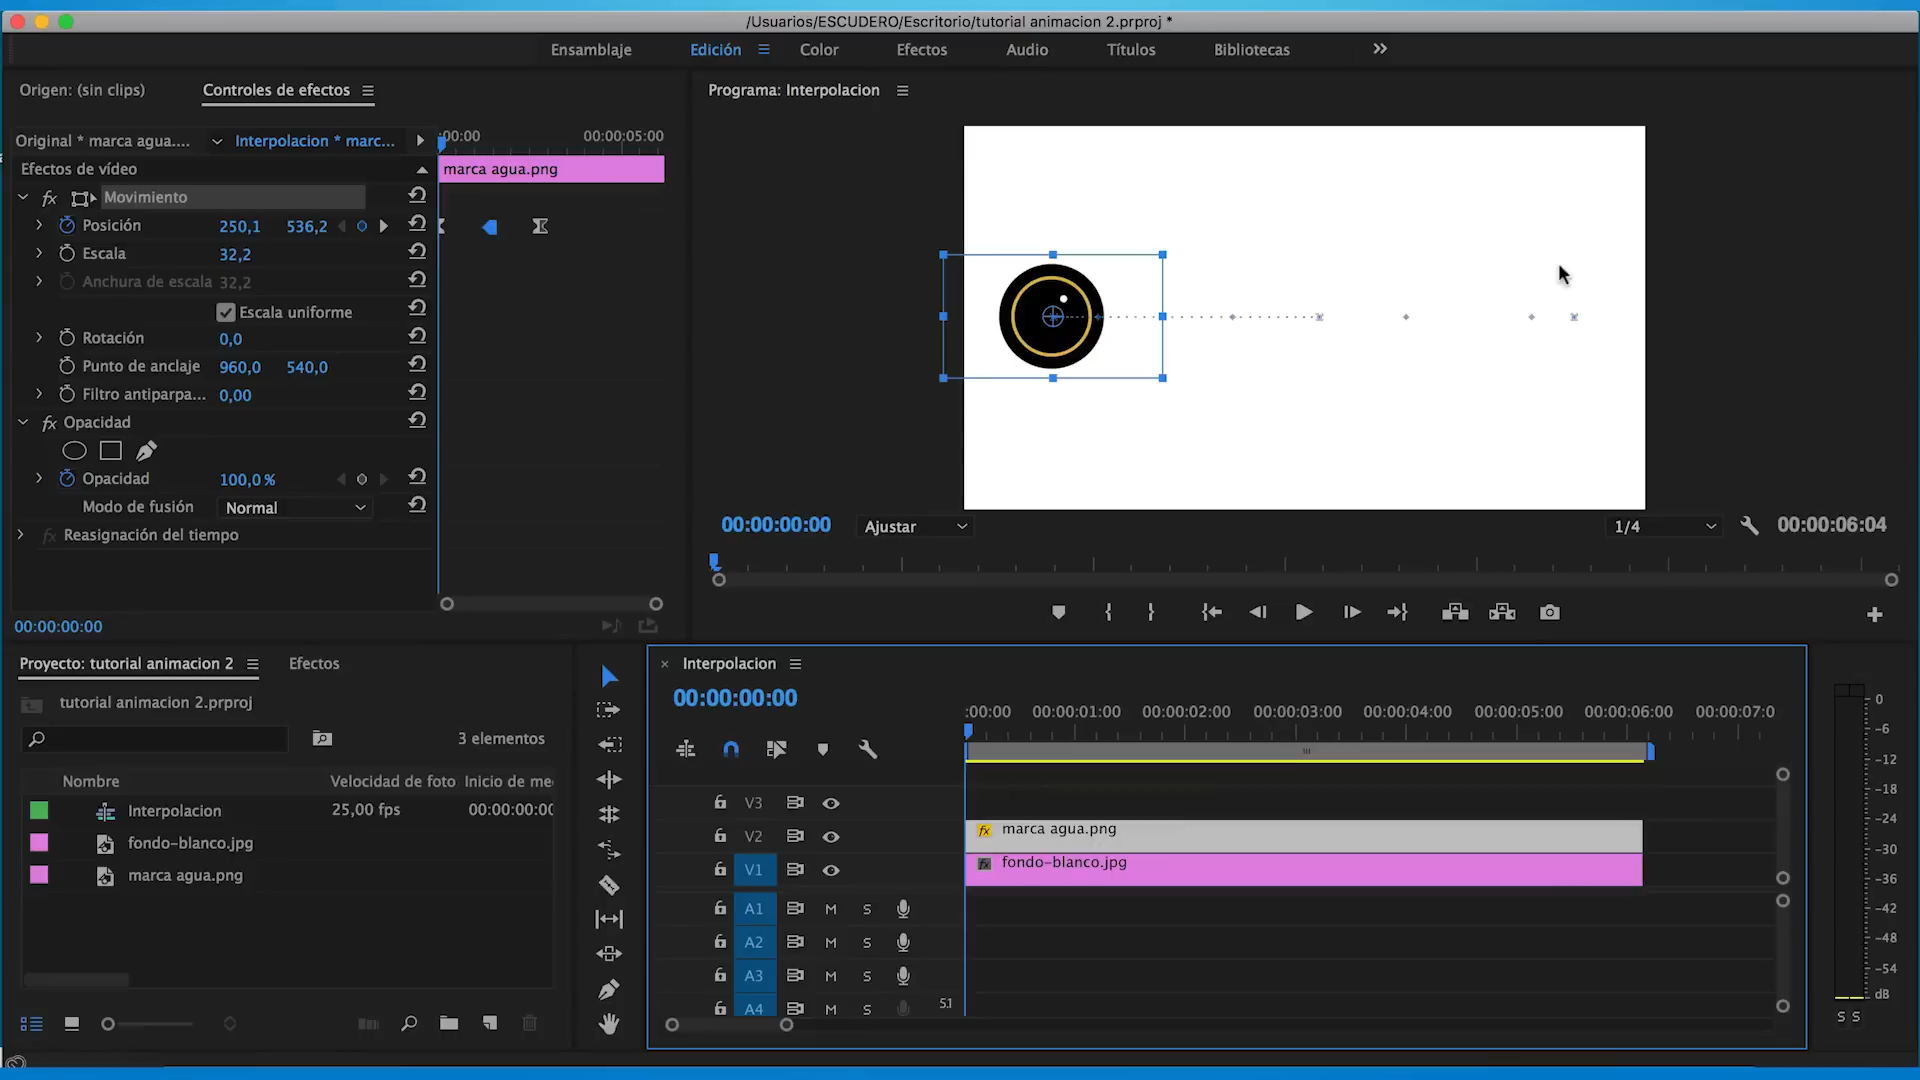 /Usuarios/ESCUDERO/Escritorio/tutorial animacion 2.prproj *
Ensamblaje
Edición
Color
Efectos
Audio
Títulos
Bibliotecas
Origen: (sin clips)
Controles de efectos
Programa: Interpolacion
Original * marca agua....
Interpolacion * marc...
:00:00
00:00:05:00
Efectos de vídeo
marca agua.png
fx Movimiento
Posición 250,1 536,2
Escala 32,2
Anchura de escala 32,2
Escala uniforme
Rotación 0,0
Punto de anclaje 960,0 540,0
Filtro antiparpa... 0,00
fx Opacidad
Opacidad 100,0 %
Modo de fusión Normal
fx Reasignación del tiempo
00:00:00:00
00:00:00:00
Ajustar
1/4
00:00:06:04
Proyecto: tutorial animacion 2
Efectos
tutorial animacion 2.prproj
3 elementos
Nombre
Velocidad de foto
Inicio de me
Interpolacion
25,00 fps
00:00:00:00
fondo-blanco.jpg
marca agua.png
Interpolacion
00:00:00:00
:00:00
00:00:01:00
00:00:02:00
00:00:03:00
00:00:04:00
00:00:05:00
00:00:06:00
00:00:07:0
V3
V2
fx marca agua.png
V1
fx fondo-blanco.jpg
A1 M S
A2 M S
A3 M S
A4 M S
5.1
0
-6
-12
-18
-24
-30
-36
-42
-48
-54
dB
S S